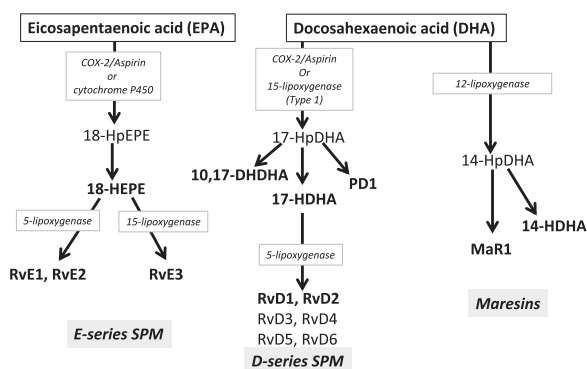 Eicosapentaenoic acid (EPA)
Docosahexaenoic acid (DHA)
COX-2/Aspirin
or
cytochrome P450
COX-2/Aspirin
Or
15-lipoxygenase
(Type 1)
12-lipoxygenase
18-HpEPE
17-HpDHA
14-HpDHA
10,17-DHDHA
PD1
18-HEPE
17-HDHA
14-HDHA
5-lipoxygenase
15-lipoxygenase
MaR1
5-lipoxygenase
RvE1, RvE2
RvE3
RvD1, RvD2
RvD3, RvD4
RvD5, RvD6
E-series SPM
D-series SPM
Maresins